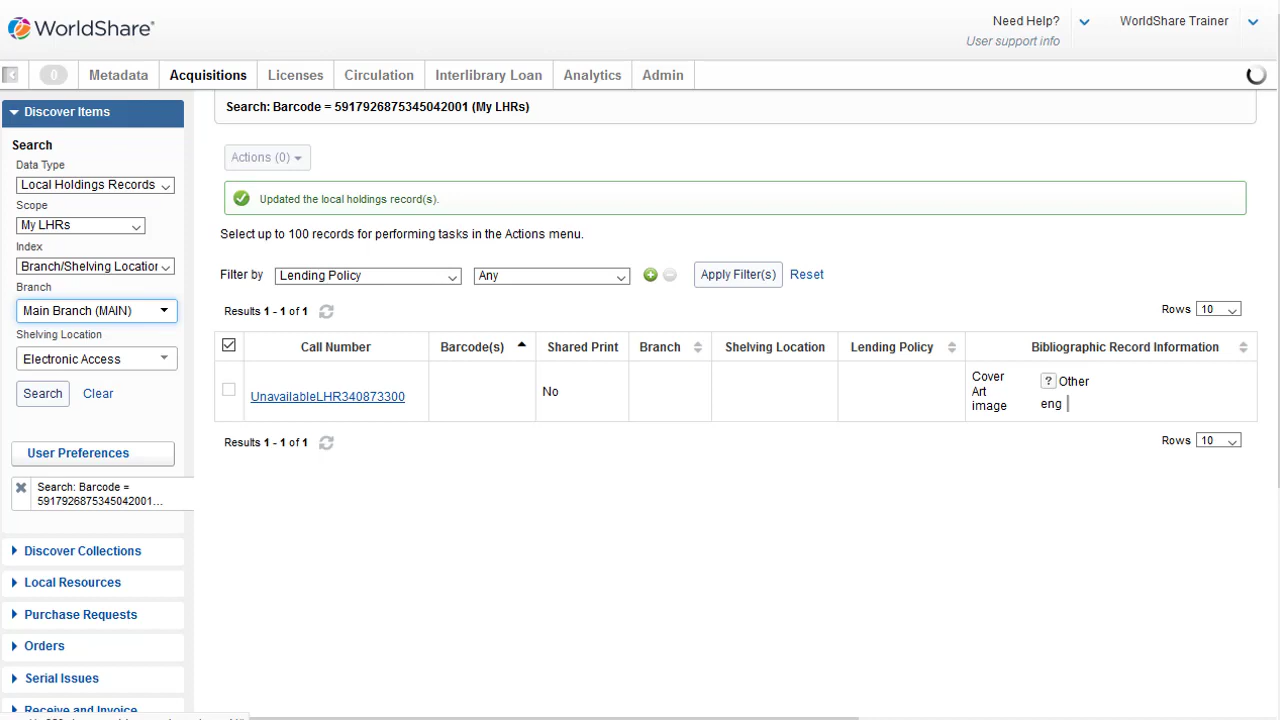 WorldShare®
Need Help?
User support info
WorldShare Trainer
0
Metadata
Acquisitions
Licenses
Circulation
Interlibrary Loan
Analytics
Admin
Discover Items
Search
Data Type
Local Holdings Records
Scope
My LHRs
Index
Branch/Shelving Location
Branch
Main Branch (MAIN)
Shelving Location
Electronic Access
Search
Clear
User Preferences
Search: Barcode =
5917926875345042001...
Discover Collections
Local Resources
Purchase Requests
Orders
Serial Issues
Receive and Invoice
Search: Barcode = 5917926875345042001 (My LHRs)
Actions (0)
Updated the local holdings record(s).
Select up to 100 records for performing tasks in the Actions menu.
Filter by
Lending Policy
Any
Apply Filter(s)
Reset
Results 1 - 1 of 1
Rows 10
Call Number
Barcode(s)
Shared Print
Branch
Shelving Location
Lending Policy
Bibliographic Record Information
UnavailableLHR340873300
No
Cover
Art
image
? Other
eng |
Results 1 - 1 of 1
Rows 10